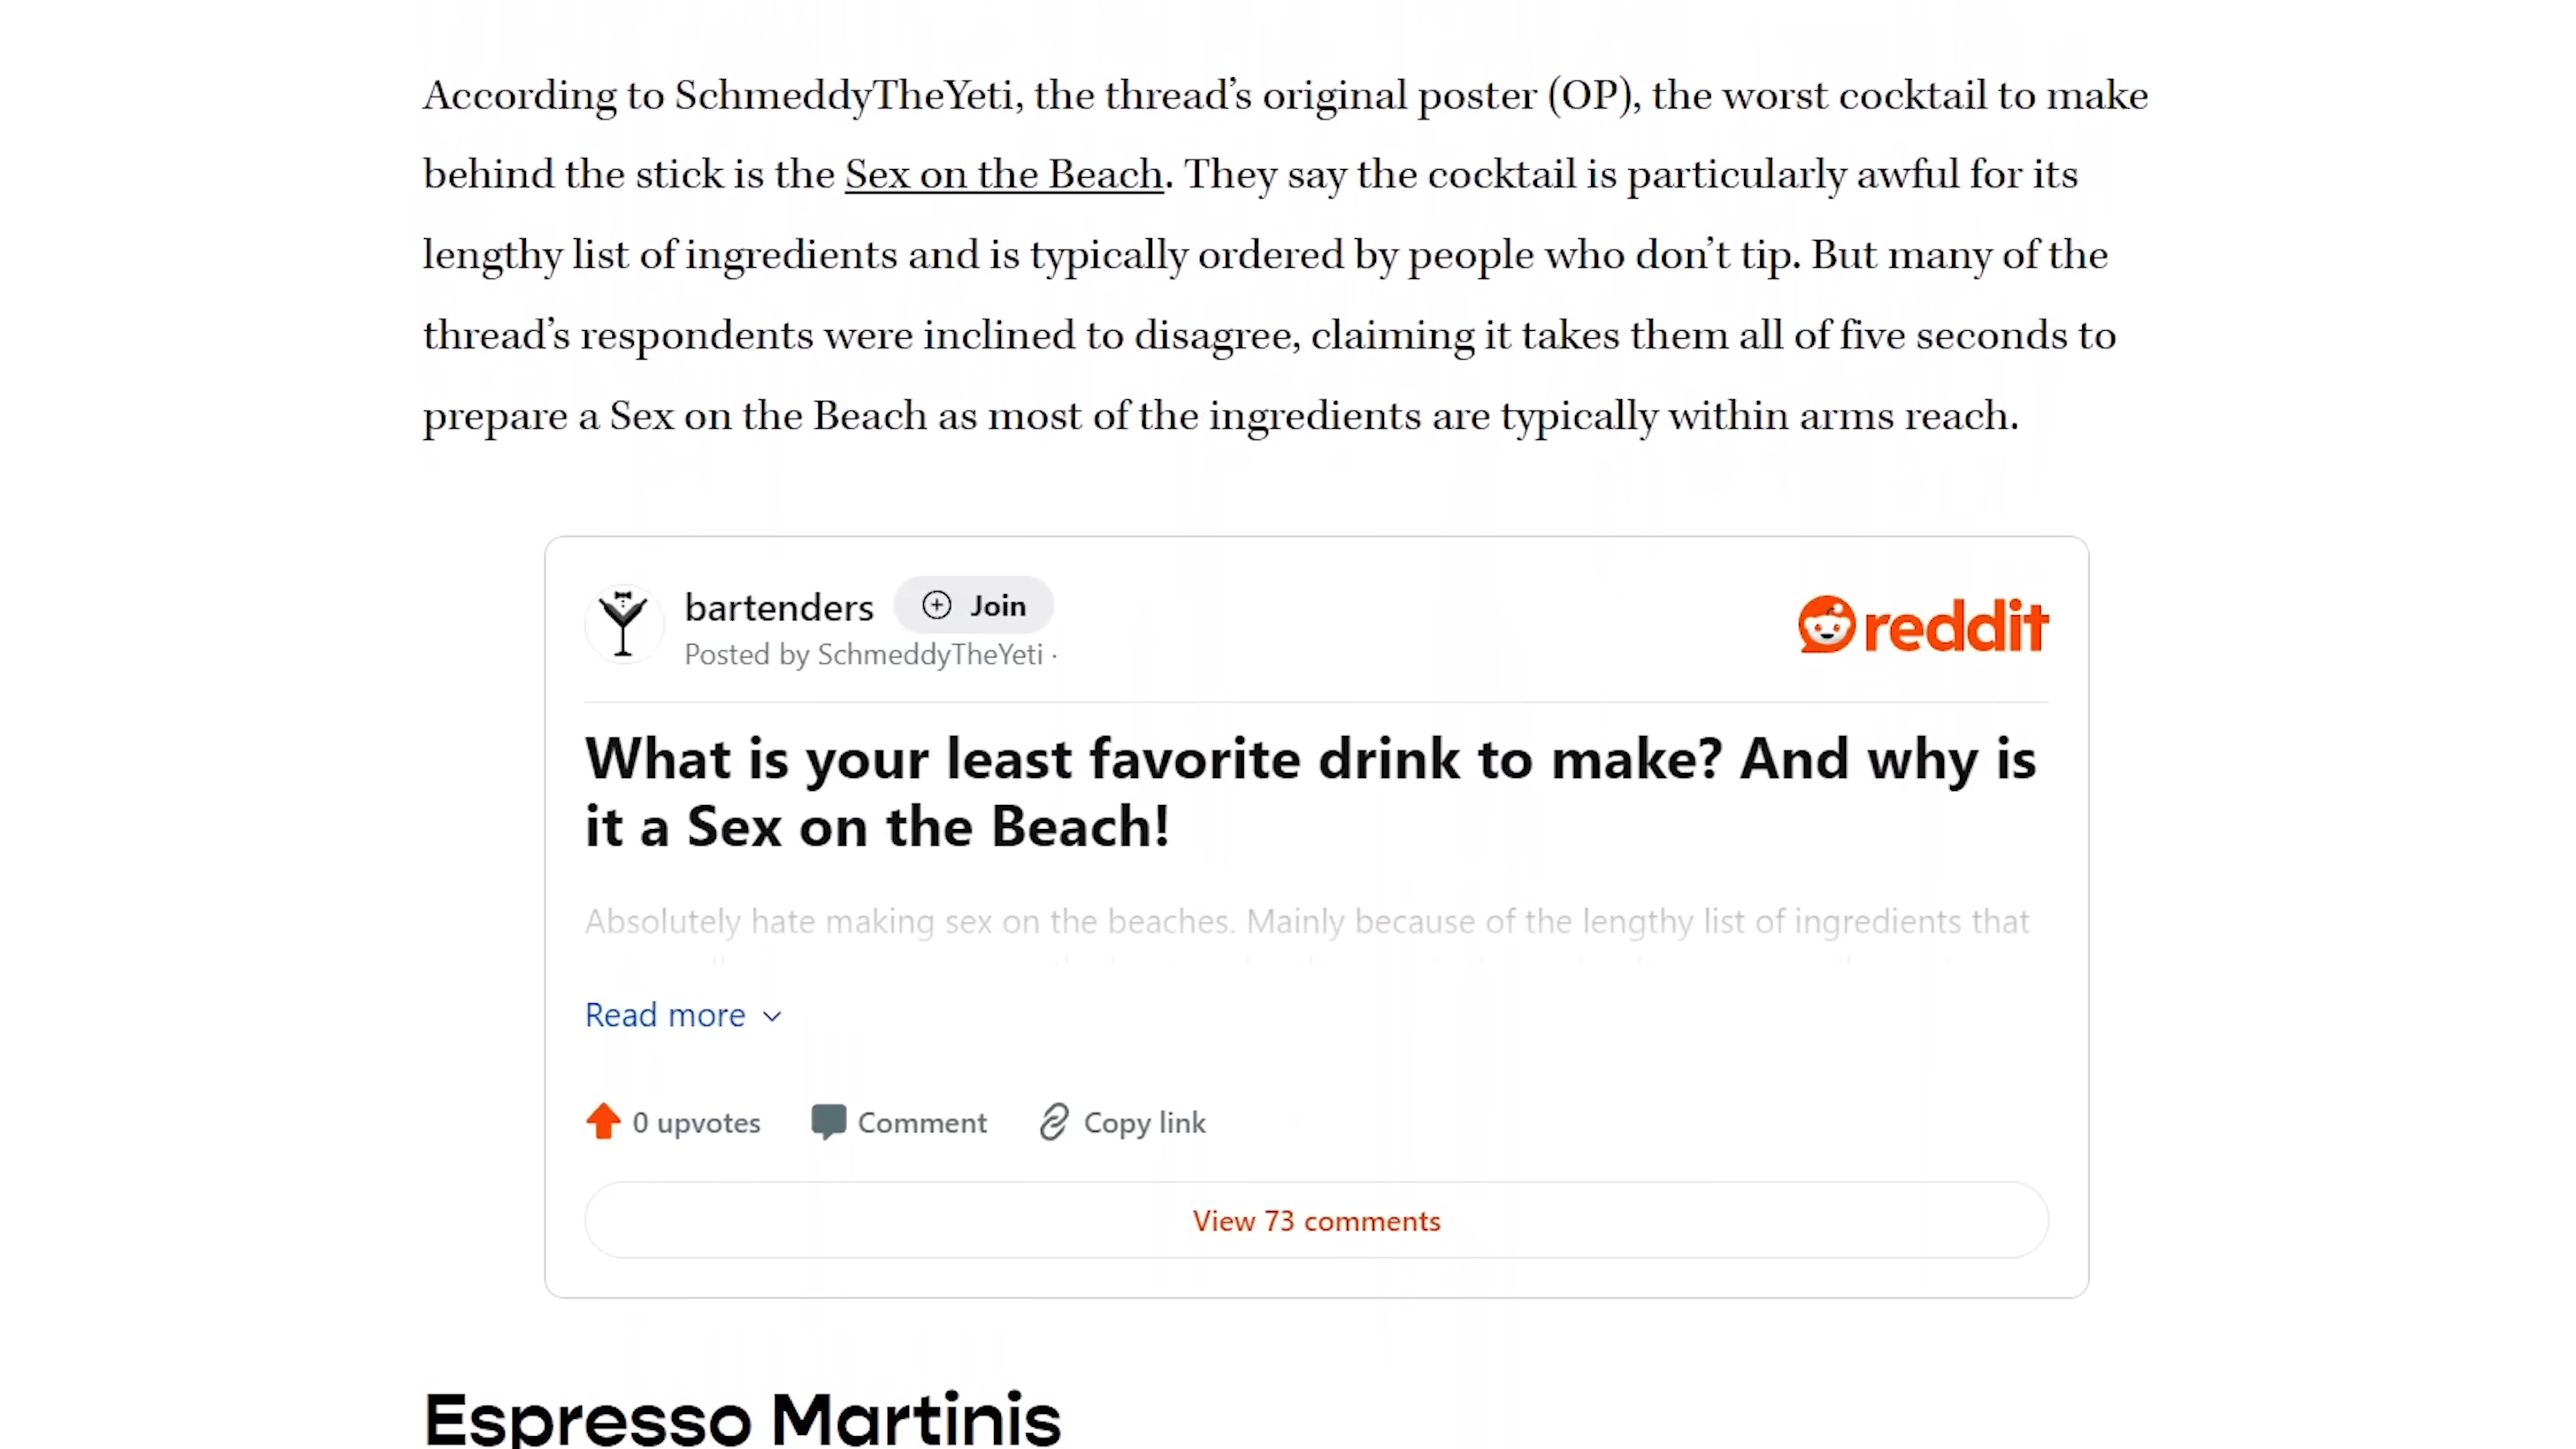 According to SchmeddyTheYeti, the thread’s original poster (OP), the worst cocktail to make
behind the stick is the Sex on the Beach. They say the cocktail is particularly awful for its
lengthy list of ingredients and is typically ordered by people who don’t tip. But many of the
thread’s respondents were inclined to disagree, claiming it takes them all of five seconds to
prepare a Sex on the Beach as most of the ingredients are typically within arms reach.
bartenders Join
reddit
Posted by SchmeddyTheYeti ·
What is your least favorite drink to make? And why is
it a Sex on the Beach!
Absolutely hate making sex on the beaches. Mainly because of the lengthy list of ingredients that
Read more
0 upvotes Comment Copy link
View 73 comments
Espresso Martinis